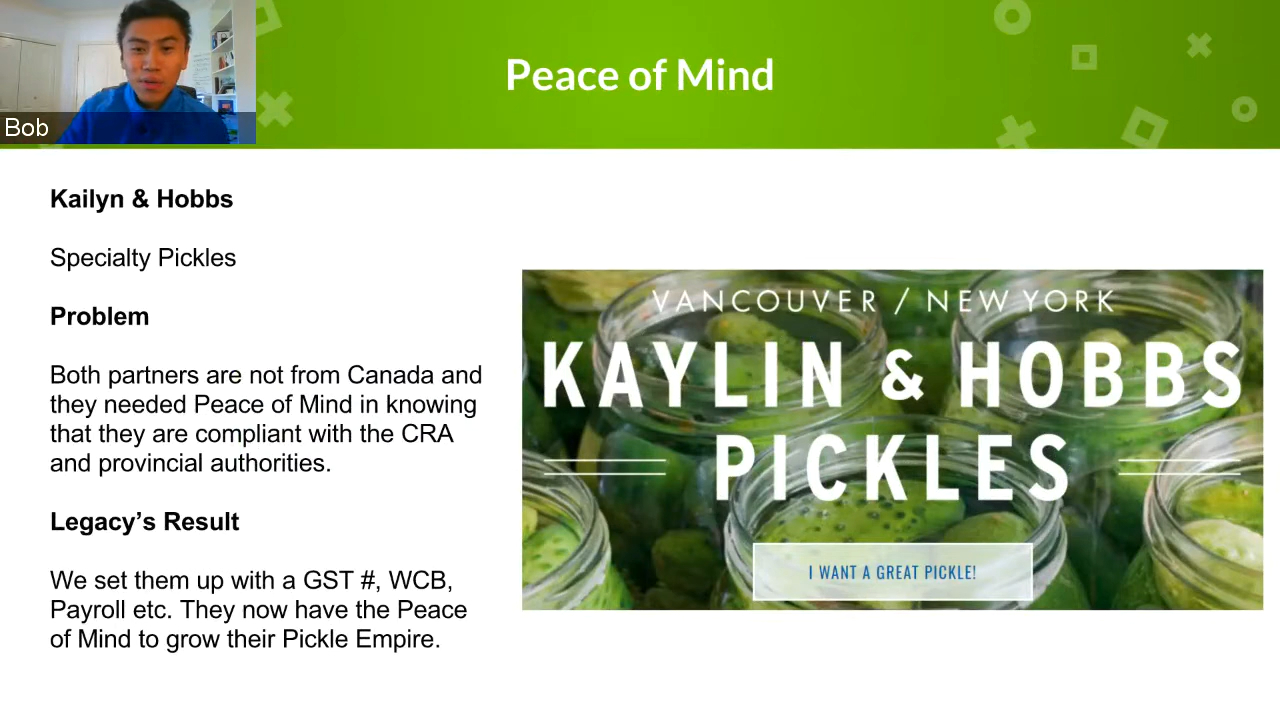 Peace of Mind
Bob
Kailyn & Hobbs
Specialty Pickles
Problem
Both partners are not from Canada and
they needed Peace of Mind in knowing
that they are compliant with the CRA
and provincial authorities.
Legacy’s Result
We set them up with a GST #, WCB,
Payroll etc. They now have the Peace
of Mind to grow their Pickle Empire.
VANCOUVER / NEW YORK
KAYLIN & HOBBS
PICKLES
I WANT A GREAT PICKLE!